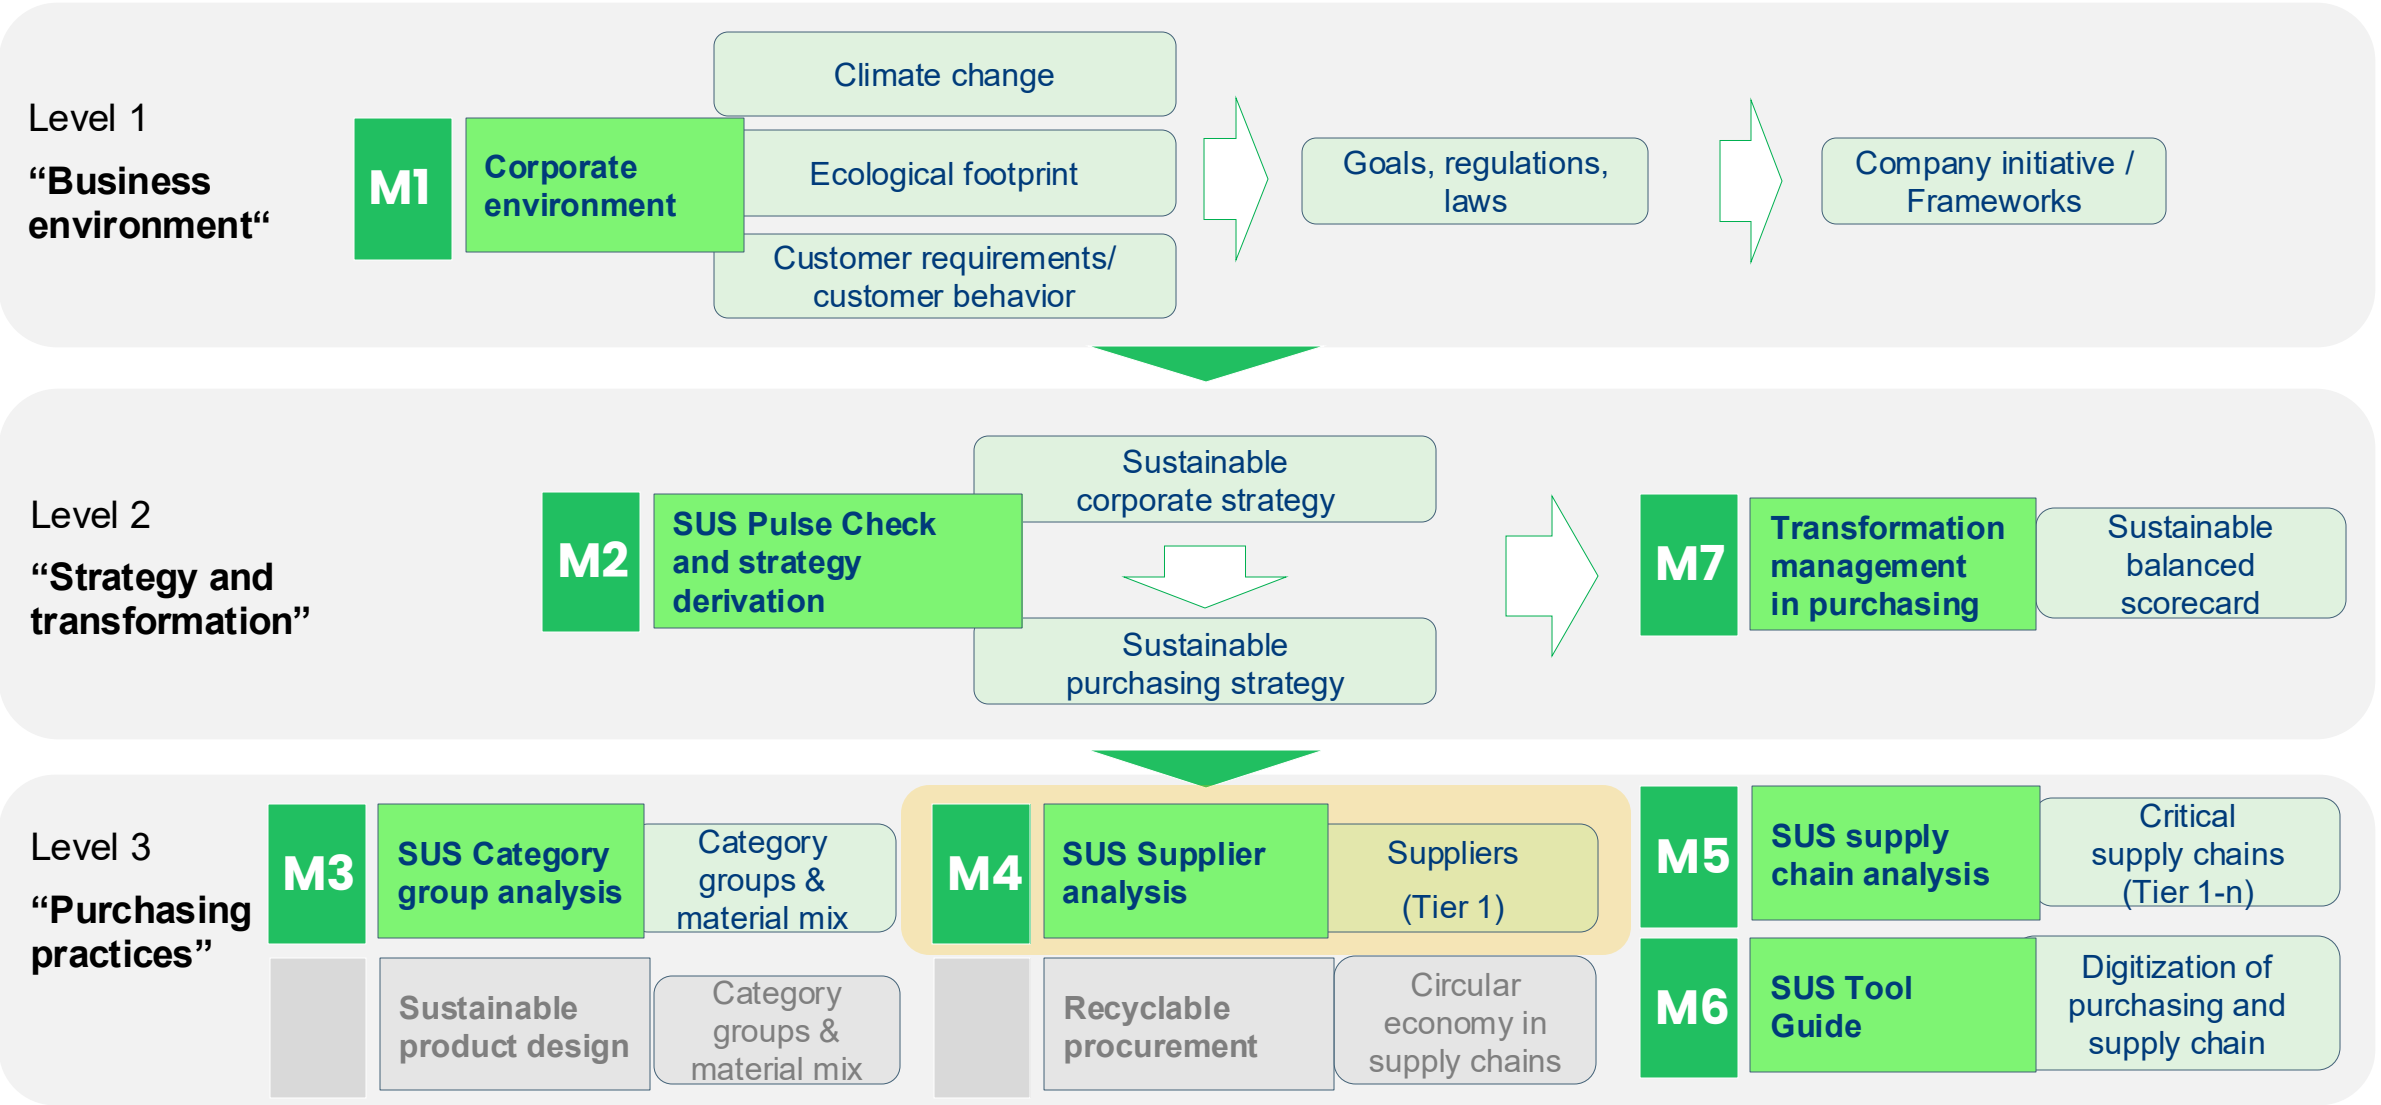 Level 1
“Business
environment“
M1
Corporate
environment
Climate change
Ecological footprint
Customer requirements/
customer behavior
Goals, regulations,
laws
Company initiative /
Frameworks
Level 2
“Strategy and
transformation”
M2
SUS Pulse Check
and strategy
derivation
Sustainable
corporate strategy
Sustainable
purchasing strategy
M7
Transformation
management
in purchasing
Sustainable
balanced
scorecard
Level 3
“Purchasing
practices”
M3
SUS Category
group analysis
Category
groups &
material mix
M4
SUS Supplier
analysis
Suppliers
(Tier 1)
M5
SUS supply
chain analysis
Critical
supply chains
(Tier 1-n)
Sustainable
product design
Category
groups &
material mix
Recyclable
procurement
Circular
economy in
supply chains
M6
SUS Tool
Guide
Digitization of
purchasing and
supply chain